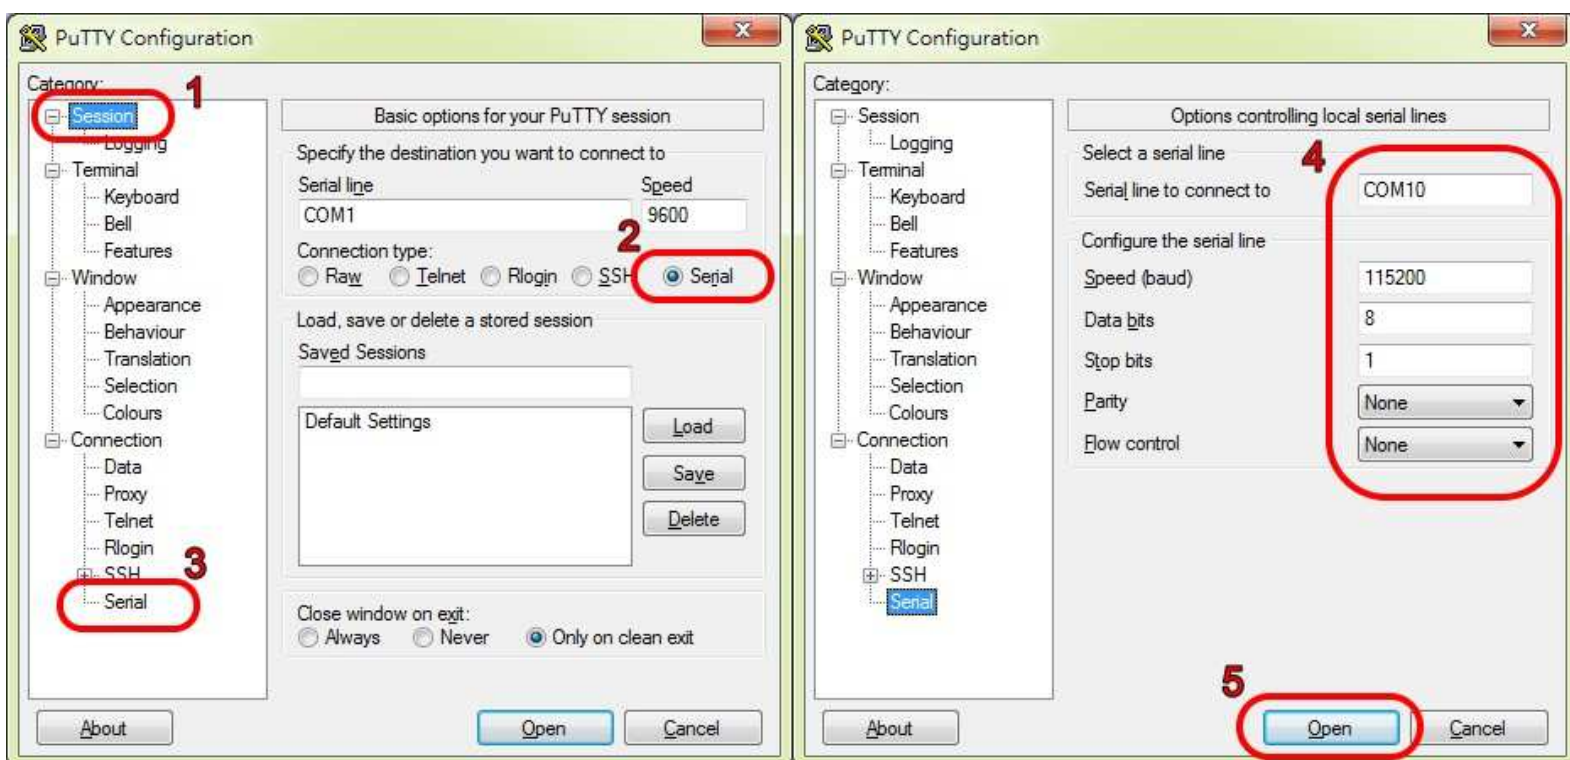 PuTTY Configuration
Category:
1
Session
Logging
Terminal
Keyboard
Bell
Features
Window
Appearance
Behaviour
Translation
Selection
Colours
Connection
Data
Proxy
Telnet
Rlogin
SSH
3
Serial
Basic options for your PuTTY session
Specify the destination you want to connect to
Serial line Speed
COM1 9600
2
Connection type:
Raw Telnet Rlogin SSH Serial
Load, save or delete a stored session
Saved Sessions
Default Settings
Load
Save
Delete
Close window on exit:
Always Never Only on clean exit
About Open Cancel
PuTTY Configuration
Category:
Session
Logging
Terminal
Keyboard
Bell
Features
Window
Appearance
Behaviour
Translation
Selection
Colours
Connection
Data
Proxy
Telnet
Rlogin
SSH
Serial
Options controlling local serial lines
Select a serial line
4
Serial line to connect to COM10
Configure the serial line
Speed (baud) 115200
Data bits 8
Stop bits 1
Parity None
Flow control None
5
About Open Cancel